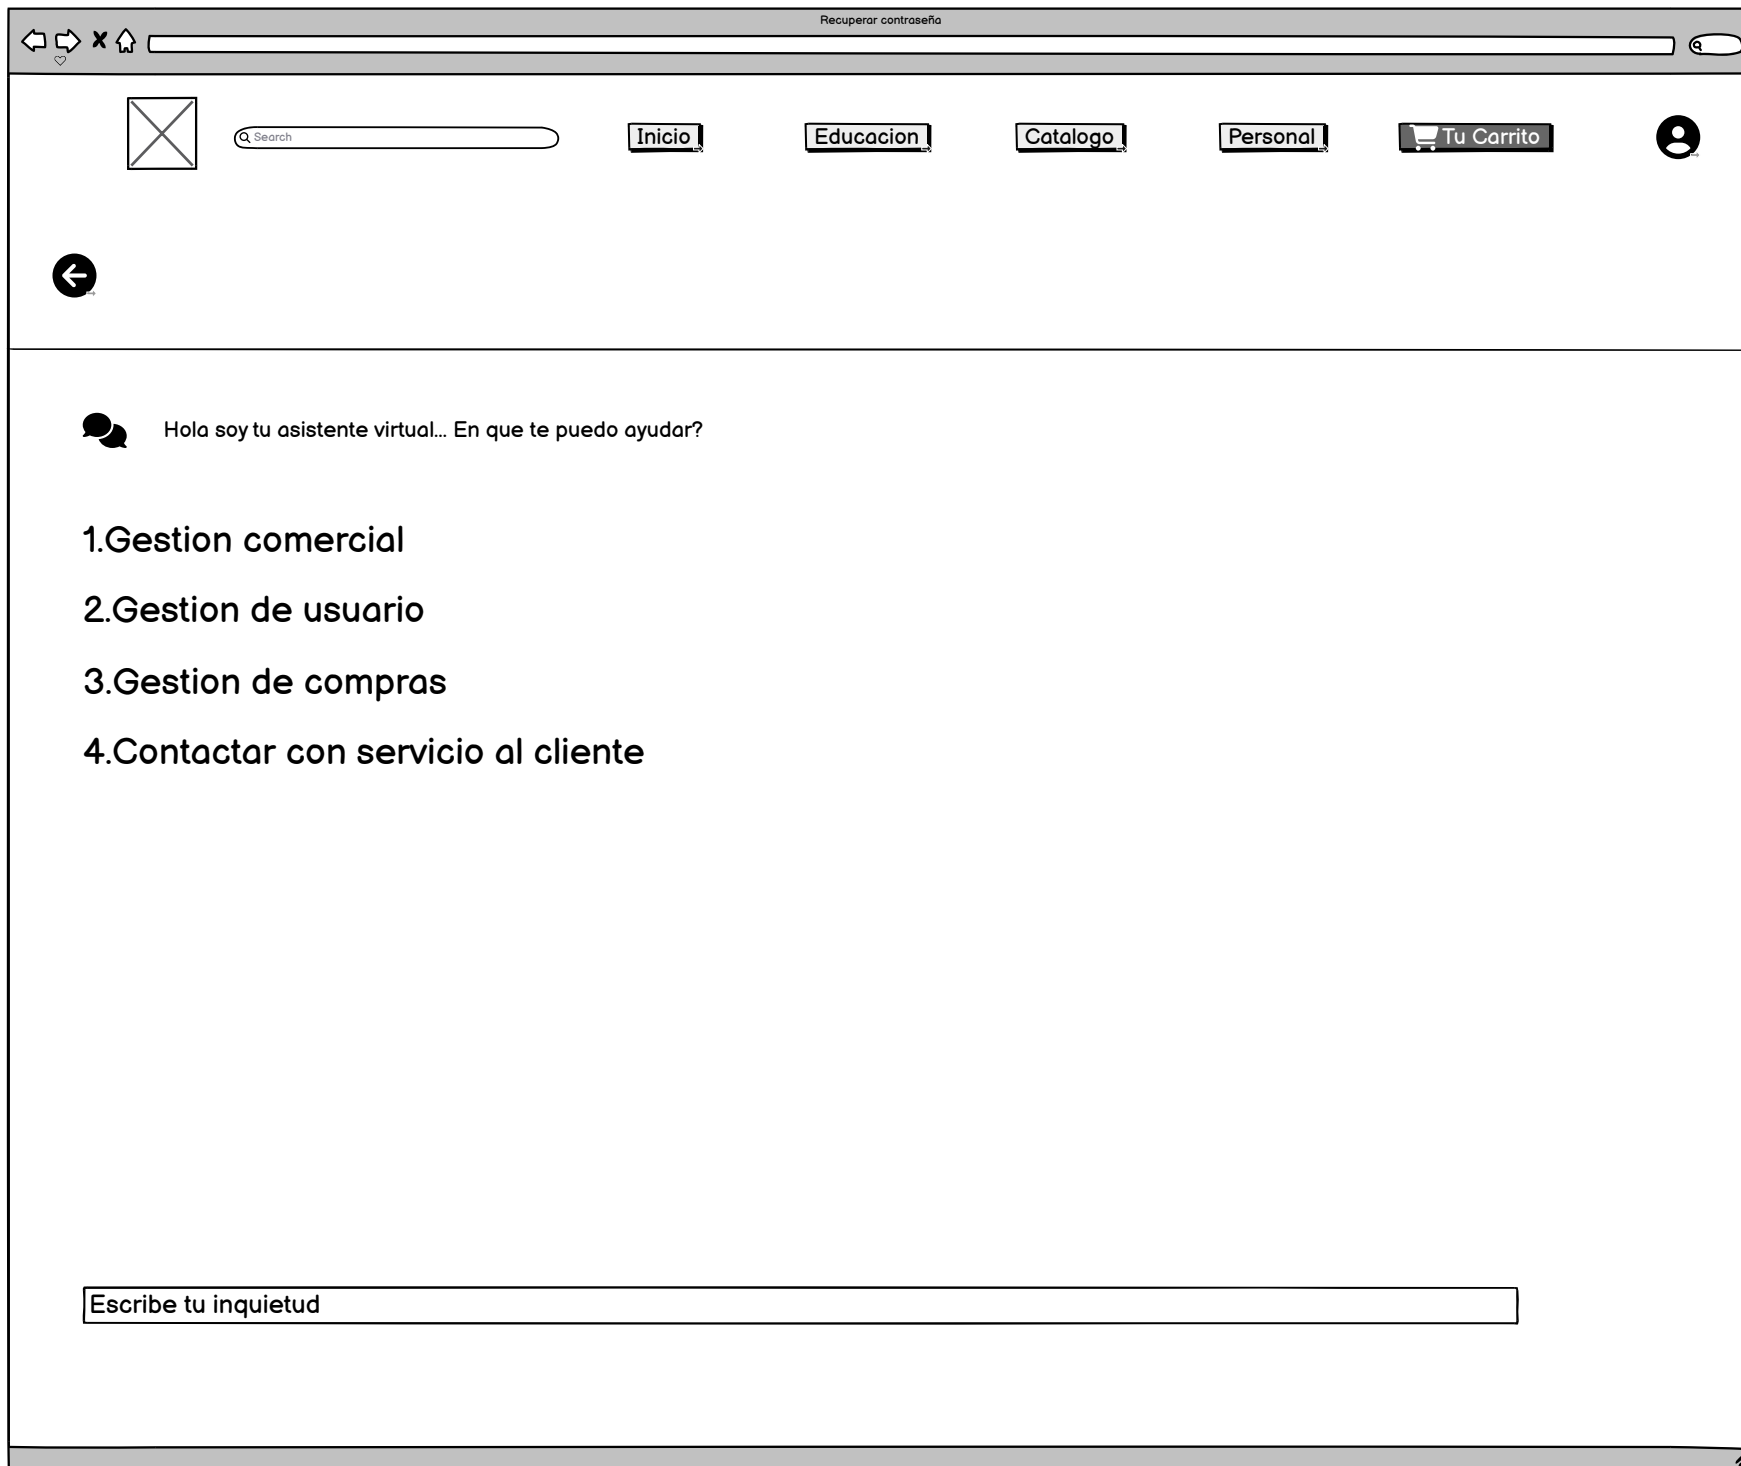 Recuperar contraseña
Search
Inicio
Educacion
Catalogo
Personal
Tu Carrito
Hola soy tu asistente virtual... En que te puedo ayudar?
1.Gestion comercial
2.Gestion de usuario
3.Gestion de compras
4.Contactar con servicio al cliente
Escribe tu inquietud